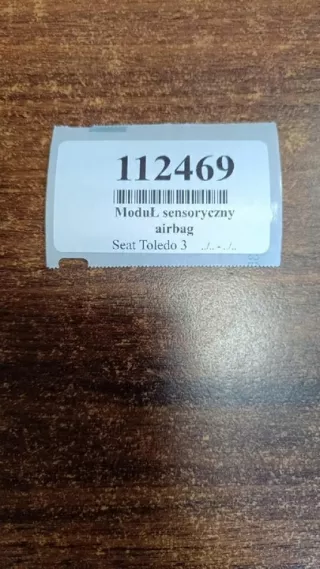 112469
ModuL sensoryczny
airbag
Seat Toledo 3 ../.. - ../..